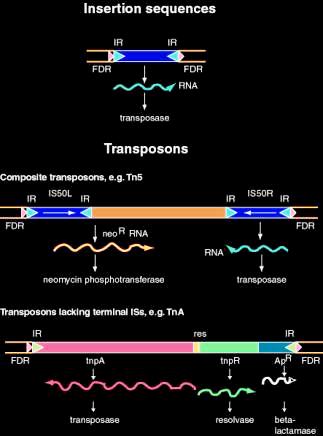 Insertion sequences
IR IR
FDR FDR
RNA
transposase
Transposons
Composite transposons, e.g. Tn5
IS50L IS50R
IR IR IR IR
FDR FDR
neoR RNA RNA
neomycin phosphotransferase transposase
Transposons lacking terminal ISs, e.g. TnA
IR res IR
FDR tnpA tnpR ApR FDR
transposase resolvase beta-
lactamase